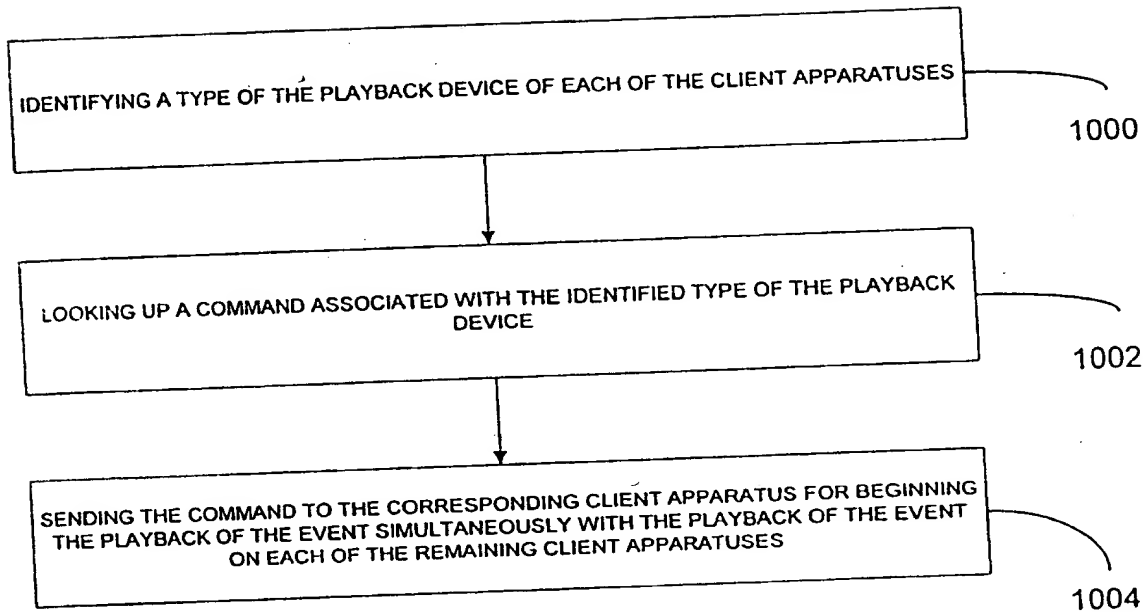 IDENTIFYING A TYPE OF THE PLAYBACK DEVICE OF EACH OF THE CLIENT APPARATUSES
1000
LOOKING UP A COMMAND ASSOCIATED WITH THE IDENTIFIED TYPE OF THE PLAYBACK
DEVICE
1002
SENDING THE COMMAND TO THE CORRESPONDING CLIENT APPARATUS FOR BEGINNING
THE PLAYBACK OF THE EVENT SIMULTANEOUSLY WITH THE PLAYBACK OF THE EVENT
ON EACH OF THE REMAINING CLIENT APPARATUSES
1004